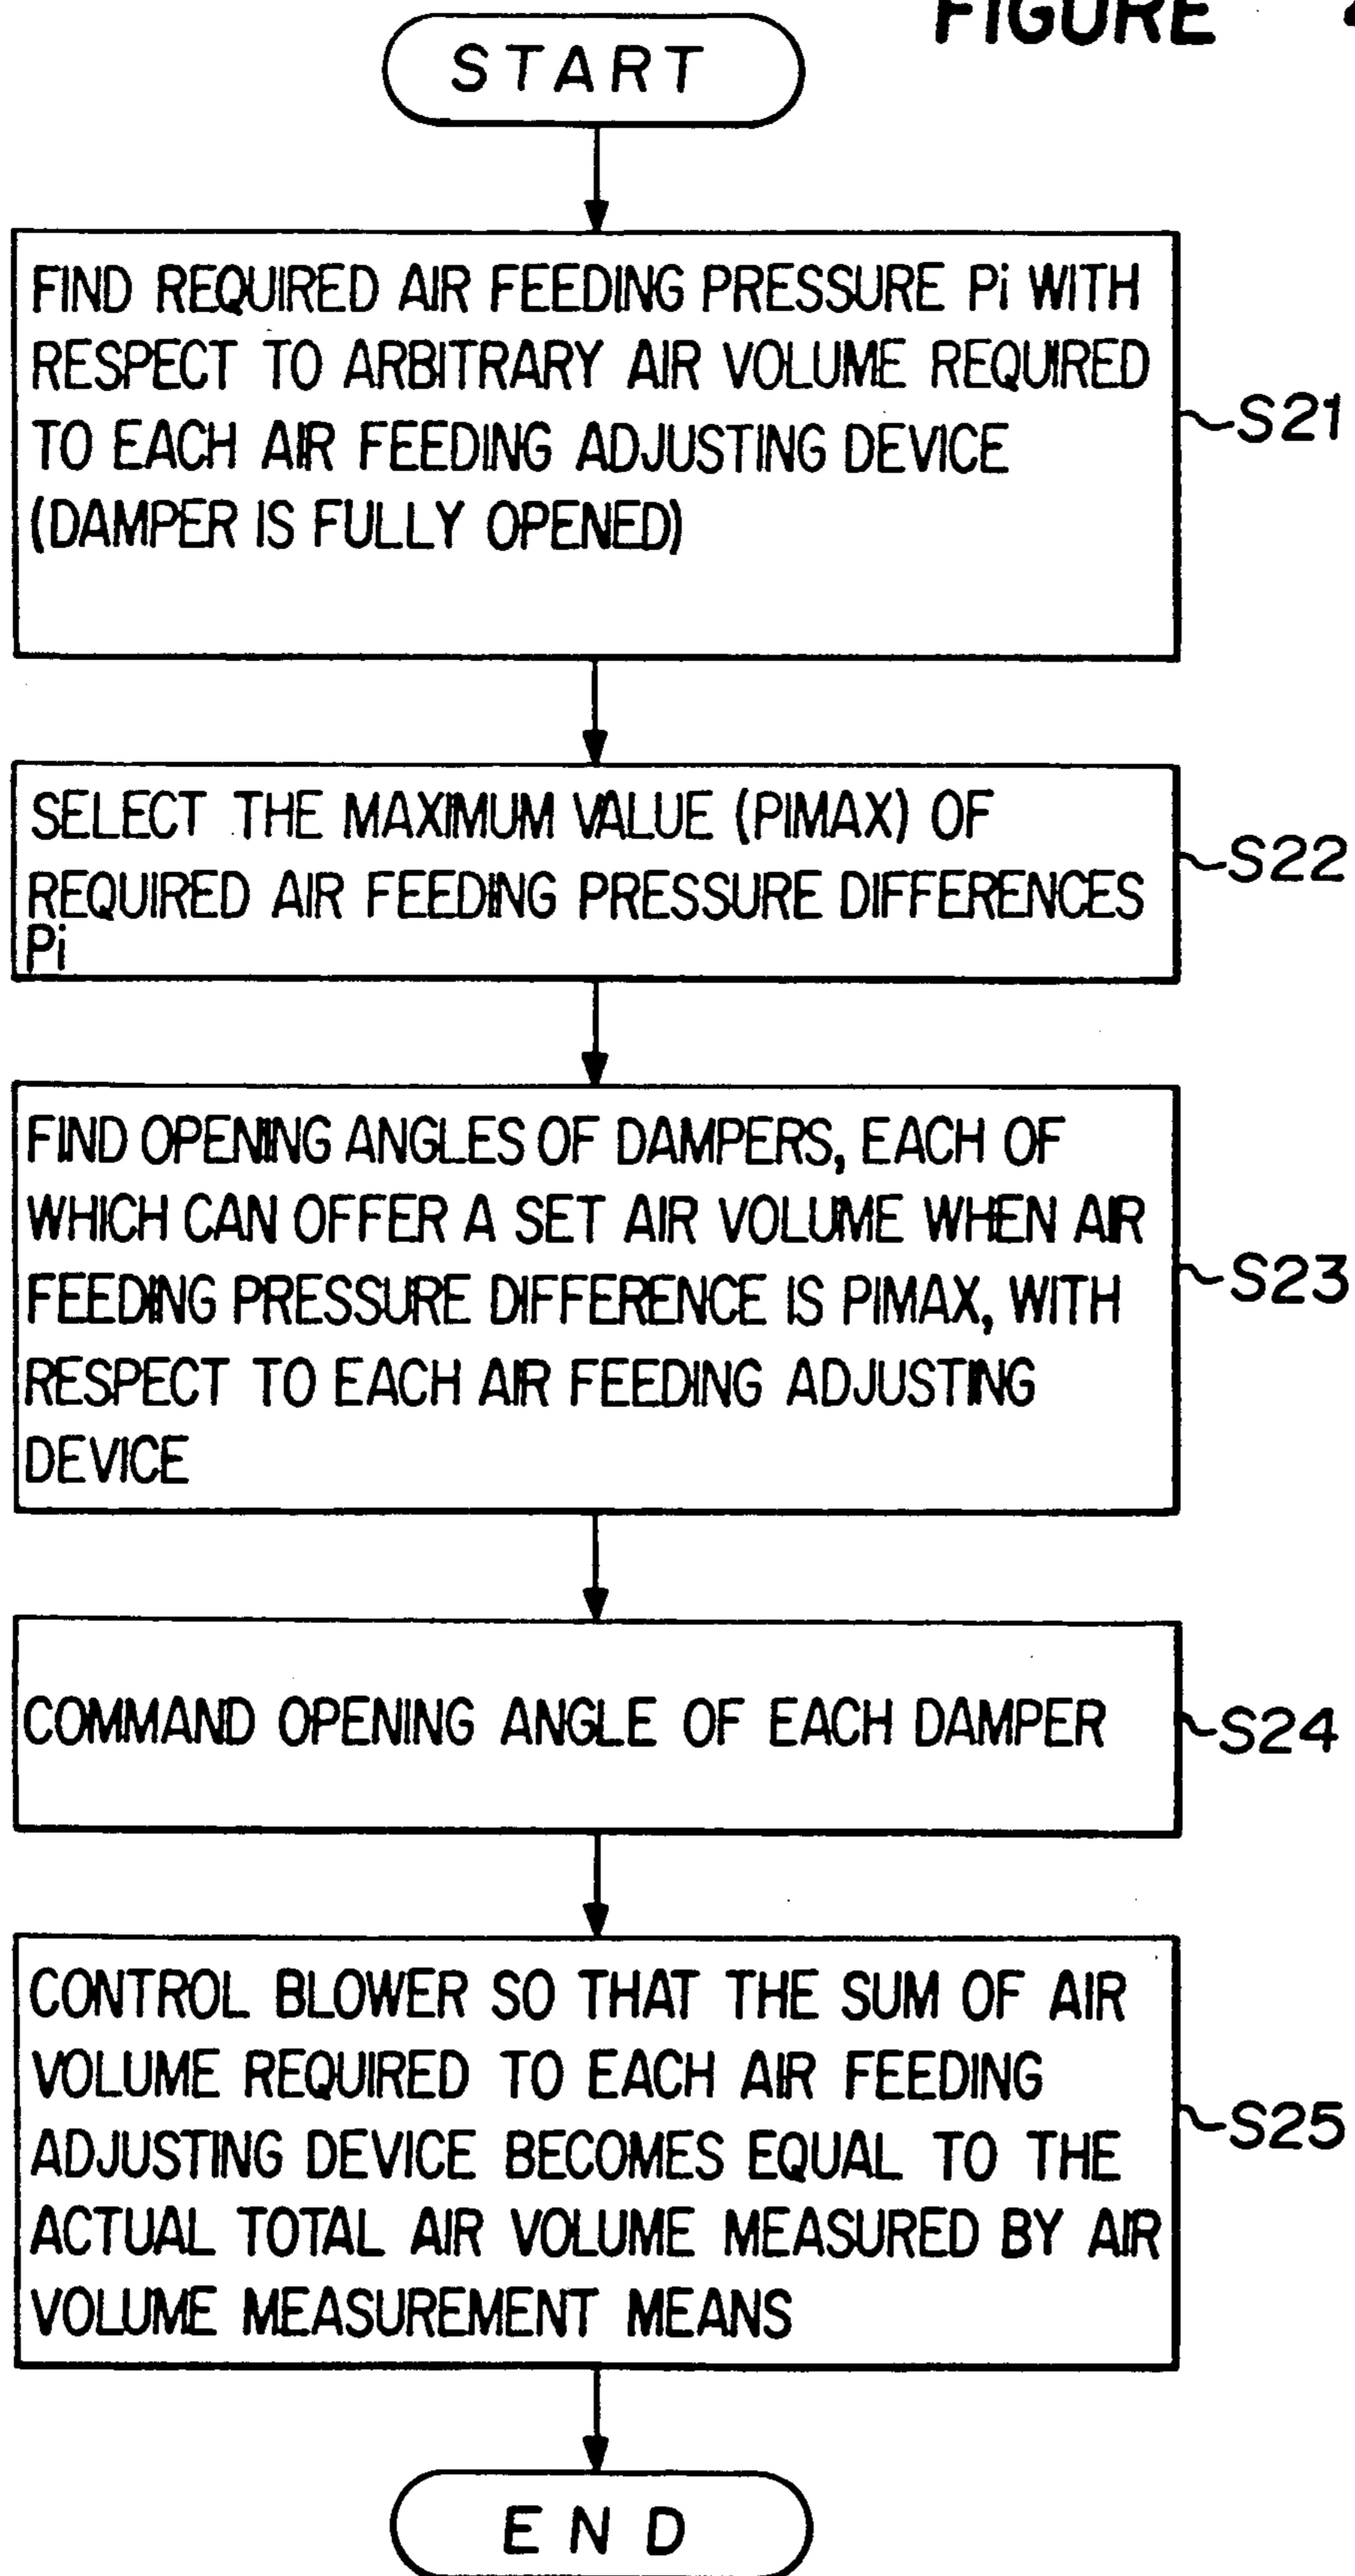 FIGURE
START
FIND REQUIRED AIR FEEDING PRESSURE Pi WITH
RESPECT TO ARBITRARY AIR VOLUME REQUIRED
TO EACH AIR FEEDING ADJUSTING DEVICE
(DAMPER IS FULLY OPENED)
S21
SELECT THE MAXIMUM VALUE (PIMAX) OF
REQUIRED AIR FEEDING PRESSURE DIFFERENCES
Pi
S22
FIND OPENING ANGLES OF DAMPERS, EACH OF
WHICH CAN OFFER A SET AIR VOLUME WHEN AIR
FEEDING PRESSURE DIFFERENCE IS PIMAX, WITH
RESPECT TO EACH AIR FEEDING ADJUSTING
DEVICE
S23
COMMAND OPENING ANGLE OF EACH DAMPER
S24
CONTROL BLOWER SO THAT THE SUM OF AIR
VOLUME REQUIRED TO EACH AIR FEEDING
ADJUSTING DEVICE BECOMES EQUAL TO THE
ACTUAL TOTAL AIR VOLUME MEASURED BY AIR
VOLUME MEASUREMENT MEANS
S25
END